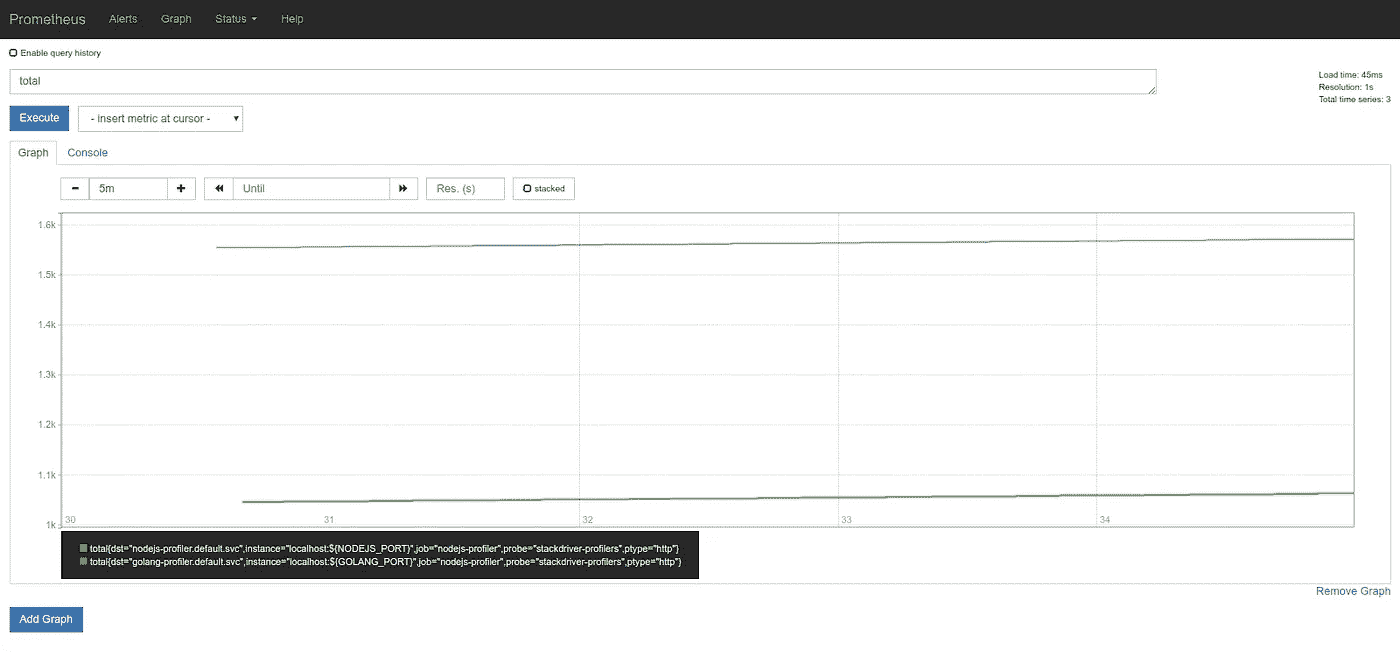 Prometheus Alerts Graph Status Help
Enable query history
total
Load time: 45ms
Resolution: 1s
Total time series: 3
Execute - insert metric at cursor -
Graph Console
5m Until Res. (s) stacked
1.6k
1.5k
1.4k
1.3k
1.2k
1.1k
1k
30 31 32 33 34
total{dst="nodejs-profiler.default.svc",instance="localhost:${NODEJS_PORT}",job="nodejs-profiler",probe="stackdriver-profilers",ptype="http"}
total{dst="golang-profiler.default.svc",instance="localhost:${GOLANG_PORT}",job="nodejs-profiler",probe="stackdriver-profilers",ptype="http"}
Remove Graph
Add Graph